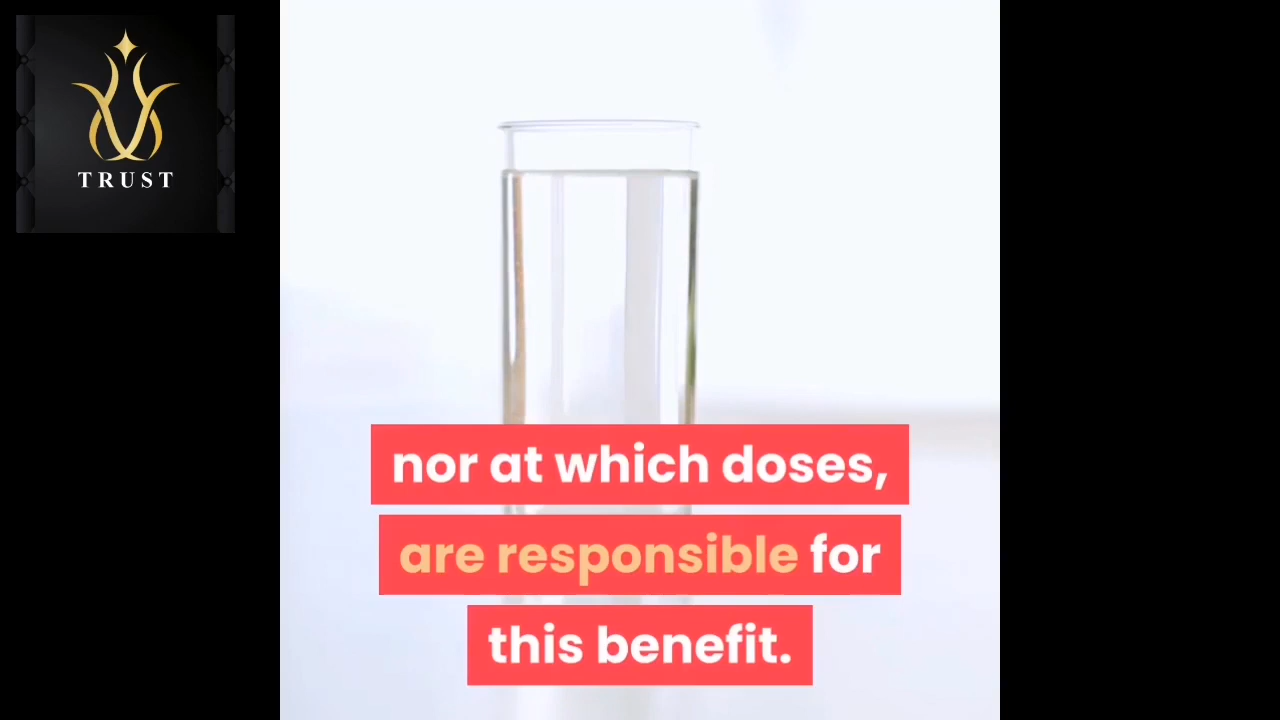 TRUST
nor at which doses,
are responsible for
this benefit.